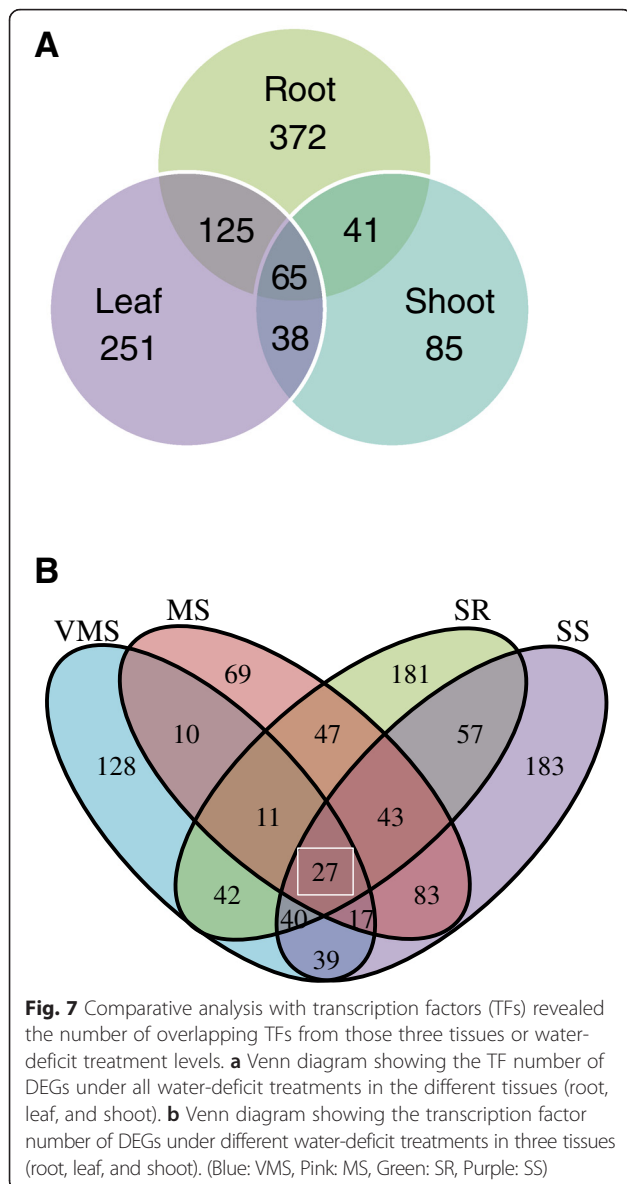 A
Root
372
125
41
65
Leaf
251
Shoot
85
38
B
VMS
MS
SR
SS
69
181
10
47
57
128
183
11
43
27
42
83
40
17
39
Fig. 7 Comparative analysis with transcription factors (TFs) revealed
the number of overlapping TFs from those three tissues or water-
deficit treatment levels. a Venn diagram showing the TF number of
DEGs under all water-deficit treatments in the different tissues (root,
leaf, and shoot). b Venn diagram showing the transcription factor
number of DEGs under different water-deficit treatments in three tissues
(root, leaf, and shoot). (Blue: VMS, Pink: MS, Green: SR, Purple: SS)